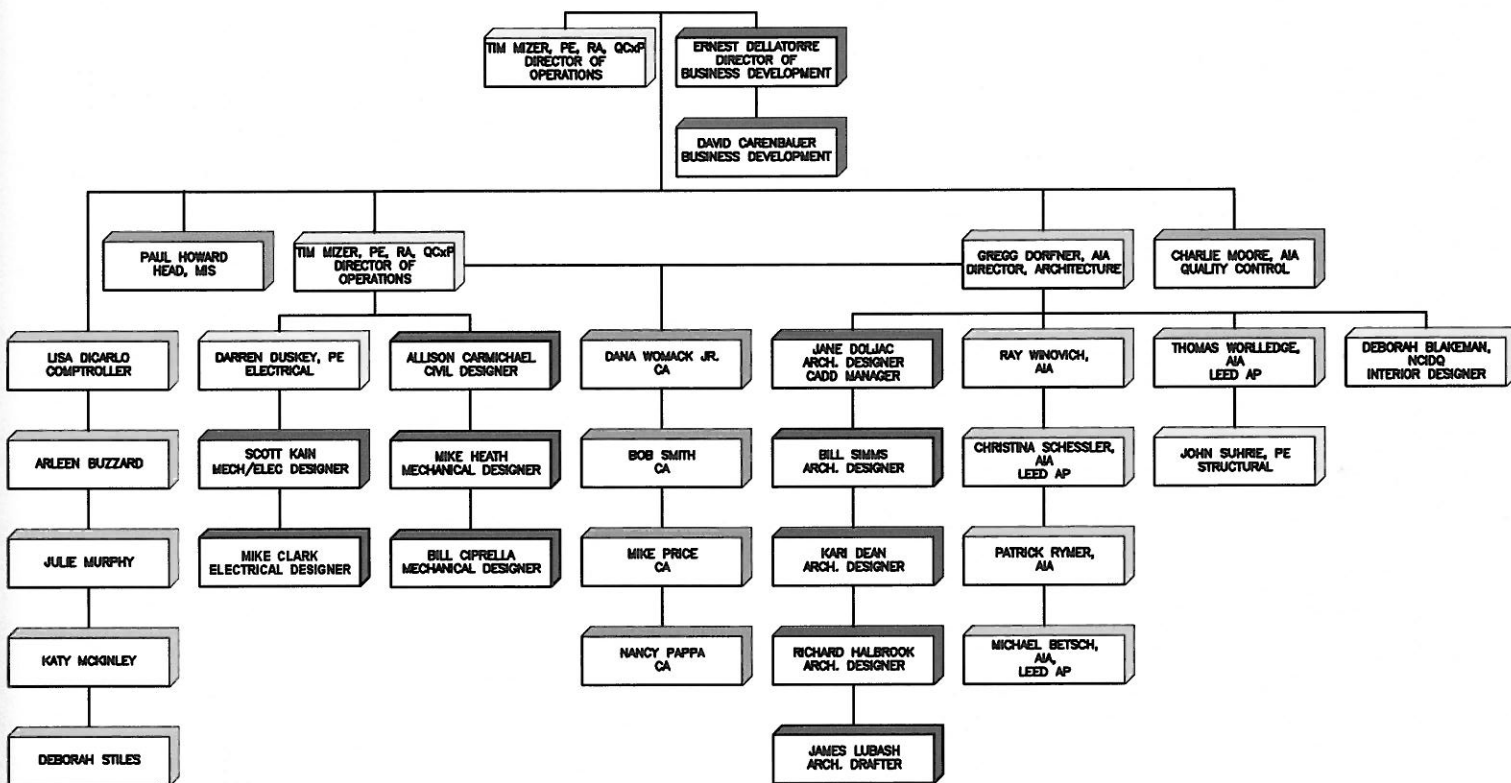 TIM MIZER, PE, RA, QCxP
DIRECTOR OF
OPERATIONS
ERNEST DELLATORRE
DIRECTOR OF
BUSINESS DEVELOPMENT
DAVID CARENBAUER
BUSINESS DEVELOPMENT
PAUL HOWARD
HEAD, MIS
TIM MIZER, PE, RA, QCxP
DIRECTOR OF
OPERATIONS
GREGG DORFNER, AIA
DIRECTOR, ARCHITECTURE
CHARLIE MOORE, AIA
QUALITY CONTROL
LISA DICARLO
COMPTROLLER
DARREN DUSKEY, PE
ELECTRICAL
ALLISON CARMICHAEL
CIVIL DESIGNER
DANA WOMACK JR.
CA
JANE DOLJAC
ARCH. DESIGNER
CADD MANAGER
RAY WINOVICH,
AIA
THOMAS WORLLEDGE,
AIA
LEED AP
DEBORAH BLAKEMAN,
NCIDQ
INTERIOR DESIGNER
ARLEEN BUZZARD
SCOTT KAIN
MECH/ELEC DESIGNER
MIKE HEATH
MECHANICAL DESIGNER
BOB SMITH
CA
BILL SIMMS
ARCH. DESIGNER
CHRISTINA SCHESSLER,
AIA
LEED AP
JOHN SUHRIE, PE
STRUCTURAL
JULIE MURPHY
MIKE CLARK
ELECTRICAL DESIGNER
BILL CIPRELLA
MECHANICAL DESIGNER
MIKE PRICE
CA
KARI DEAN
ARCH. DESIGNER
PATRICK RYMER,
AIA
KATY MCKINLEY
NANCY PAPPA
CA
RICHARD HALBROOK
ARCH. DESIGNER
MICHAEL BETSCH,
AIA,
LEED AP
DEBORAH STILES
JAMES LUBASH
ARCH. DRAFTER